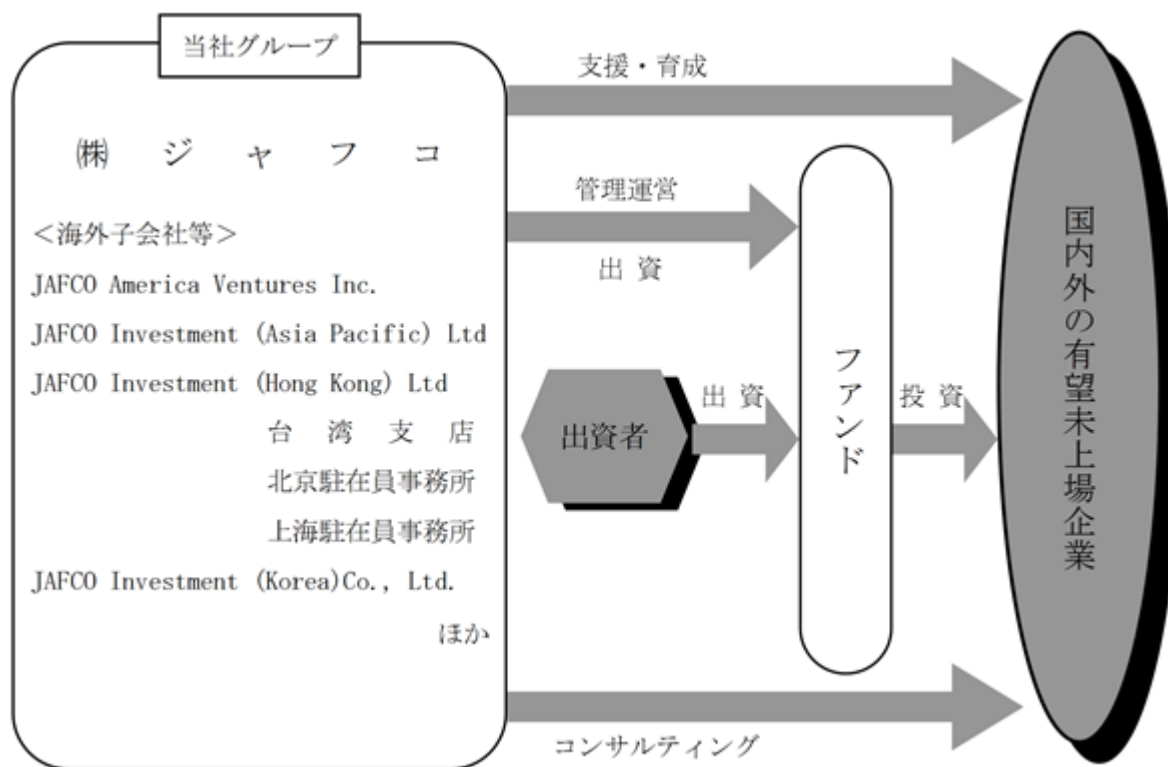 当社グループ
㈱ ジャフコ
＜海外子会社等＞
JAFCO America Ventures Inc.
JAFCO Investment (Asia Pacific) Ltd
JAFCO Investment (Hong Kong) Ltd
台湾支店
北京駐在員事務所
上海駐在員事務所
JAFCO Investment (Korea)Co., Ltd.
ほか
支援・育成
管理運営
出資
出資者
出資
ファンド
投資
コンサルティング
国内外の有望未上場企業